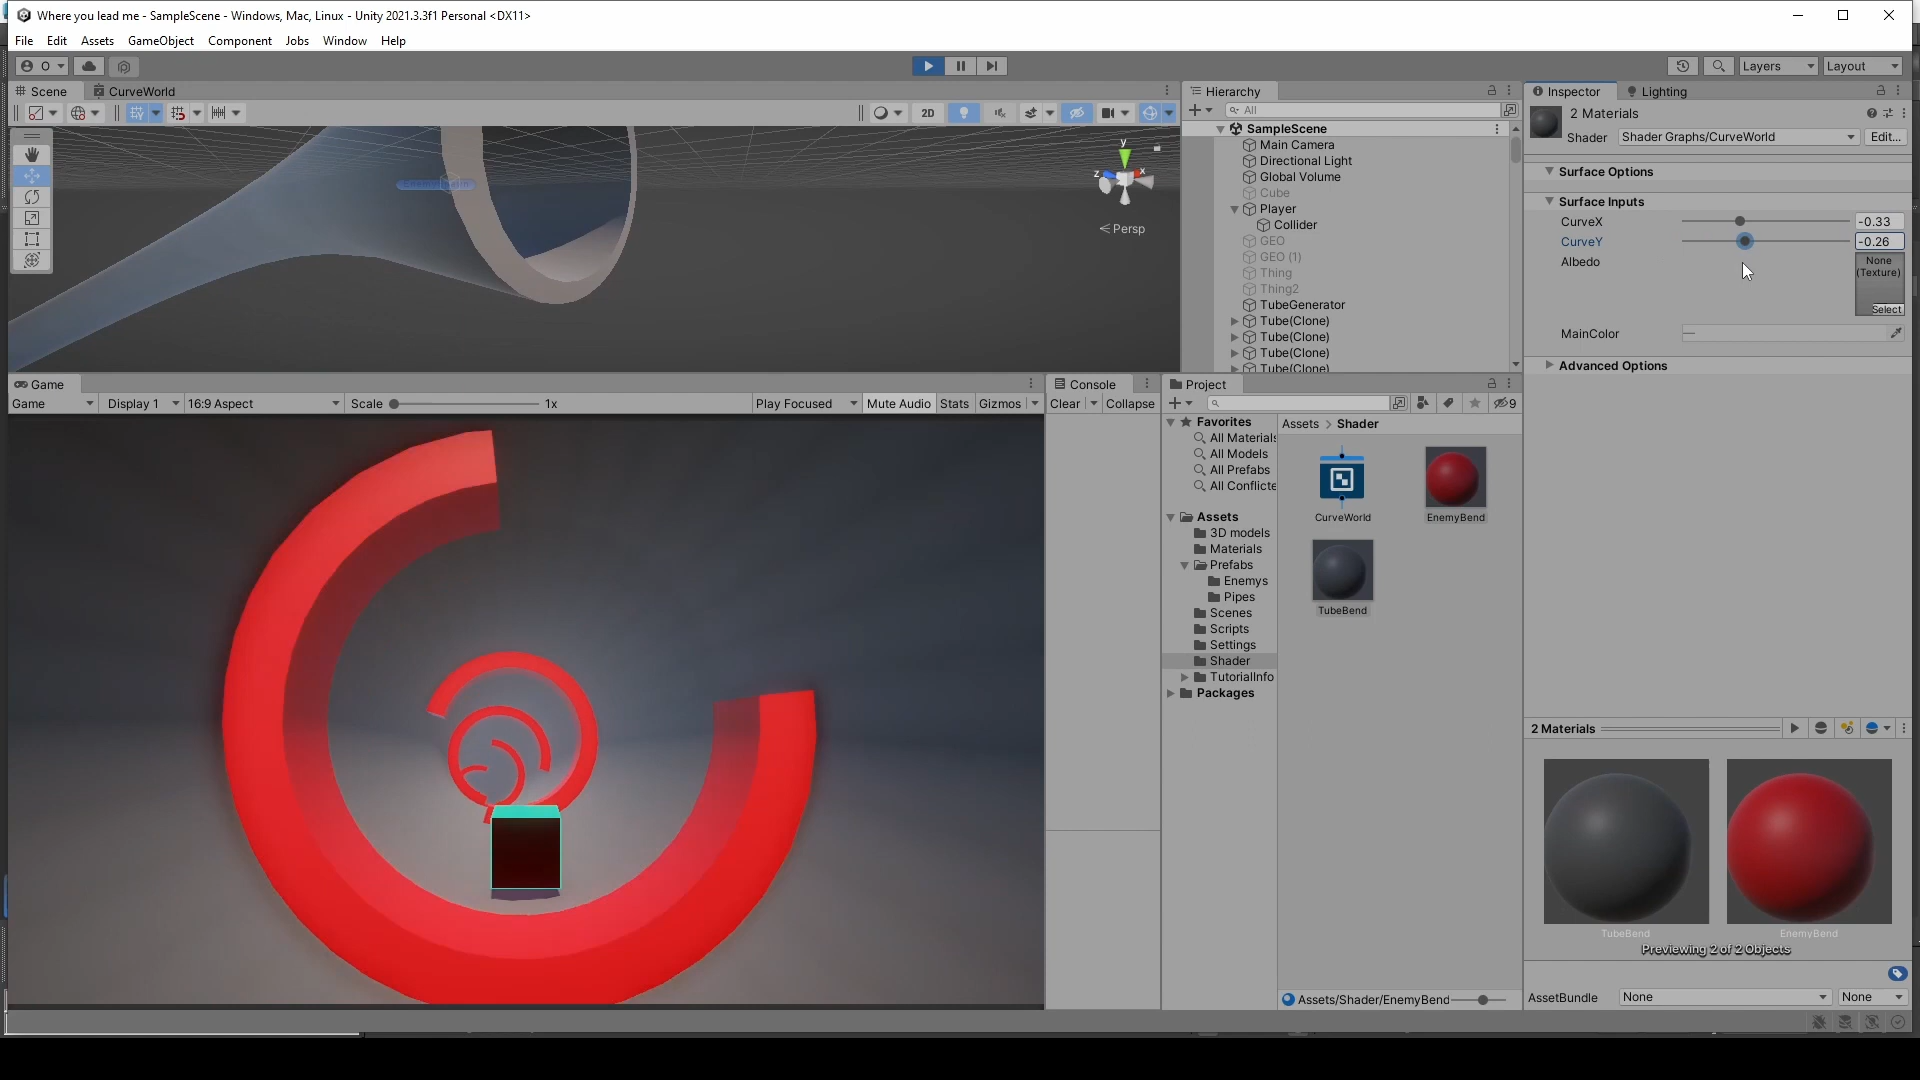 Where you lead me - SampleScene - Windows, Mac, Linux - Unity 2021.3.3f1 Personal <DX11>
File Edit Assets GameObject Component Jobs Window Help
O Layers Layout
Scene CurveWorld
2D
y
x
z
Persp
Hierarchy
All
SampleScene
Main Camera
Directional Light
Global Volume
Cube
Player
Collider
GEO
GEO (1)
Thing
Thing2
TubeGenerator
Tube(Clone)
Tube(Clone)
Tube(Clone)
Tube(Clone)
Inspector Lighting
2 Materials
Shader Shader Graphs/CurveWorld Edit...
Surface Options
Surface Inputs
CurveX -0.33
CurveY -0.26
Albedo None
(Texture)
Select
MainColor
Advanced Options
Game
Game Display 1 16:9 Aspect Scale 1x Play Focused Mute Audio Stats Gizmos
Console
Clear Collapse
Project
9
Favorites
All Materials
All Models
All Prefabs
All Conflicte
Assets
3D models
Materials
Prefabs
Enemys
Pipes
Scenes
Scripts
Settings
Shader
TutorialInfo
Packages
Assets > Shader
CurveWorld
EnemyBend
TubeBend
Assets/Shader/EnemyBend
2 Materials
TubeBend
EnemyBend
Previewing 2 of 2 Objects
AssetBundle None None